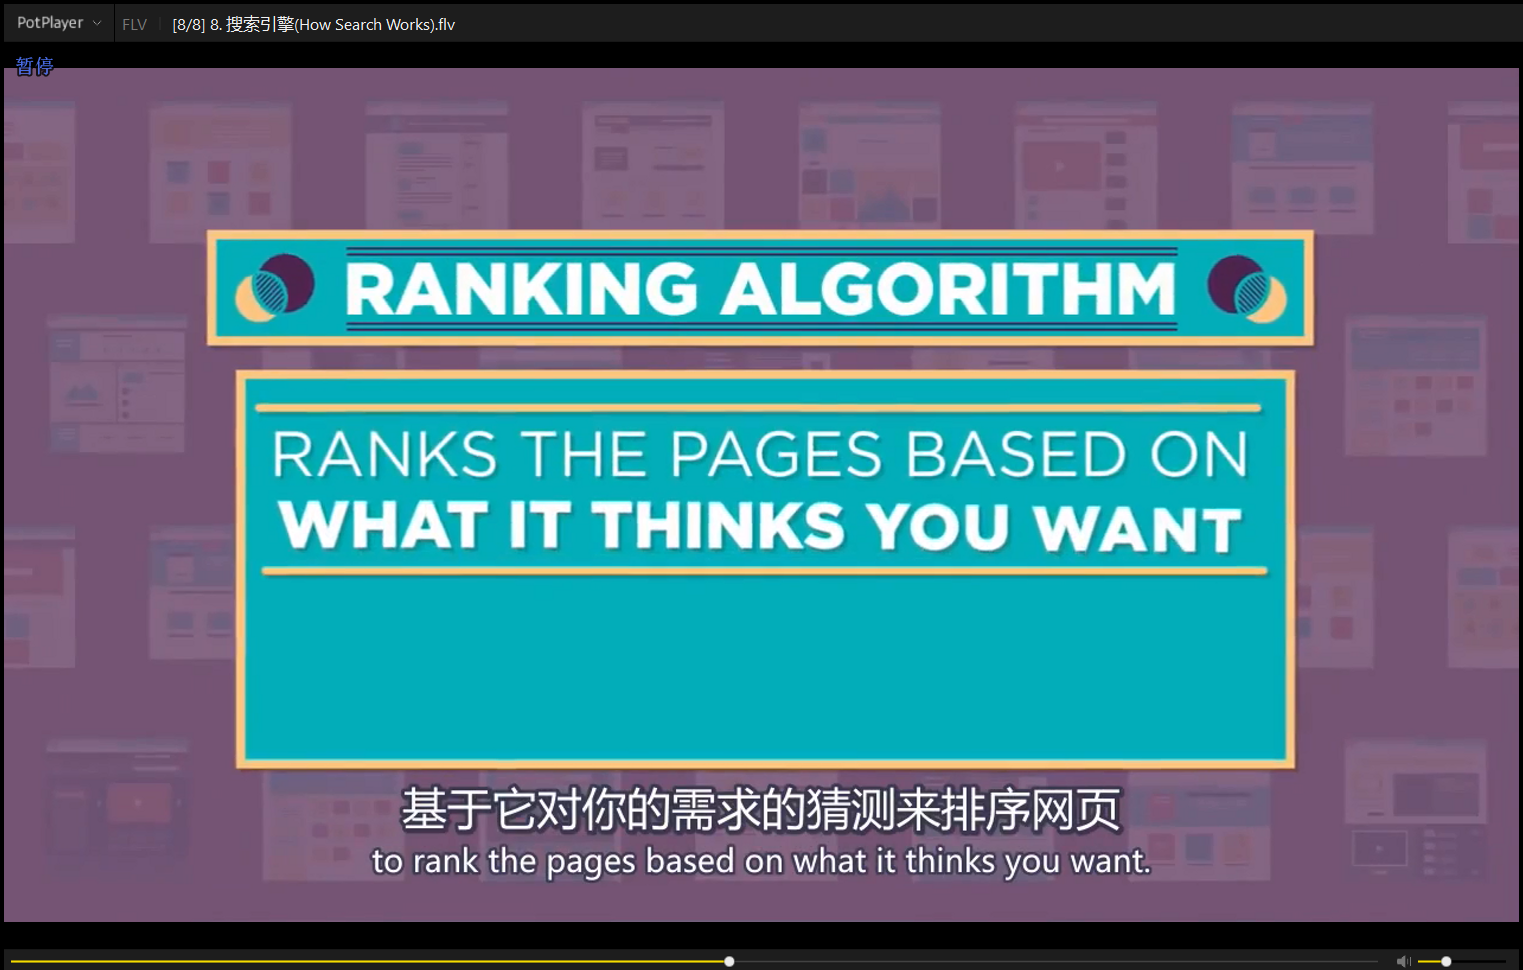 PotPlayer FLV [8/8] 8. 搜索引擎(How Search Works).flv
暂停
RANKING ALGORITHM
RANKS THE PAGES BASED ON
WHAT IT THINKS YOU WANT
基于它对你的需求的猜测来排序网页
to rank the pages based on what it thinks you want.